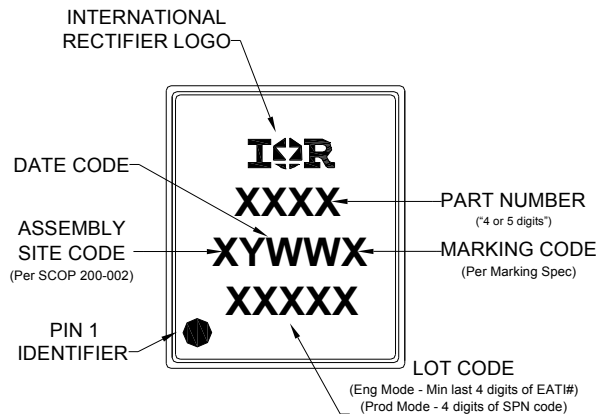 INTERNATIONAL
RECTIFIER LOGO
IOR
DATE CODE
XXXX
PART NUMBER
("4 or 5 digits")
ASSEMBLY
SITE CODE
(Per SCOP 200-002)
XYWWX
MARKING CODE
(Per Marking Spec)
XXXXX
PIN 1
IDENTIFIER
LOT CODE
(Eng Mode - Min last 4 digits of EATI#)
(Prod Mode - 4 digits of SPN code)